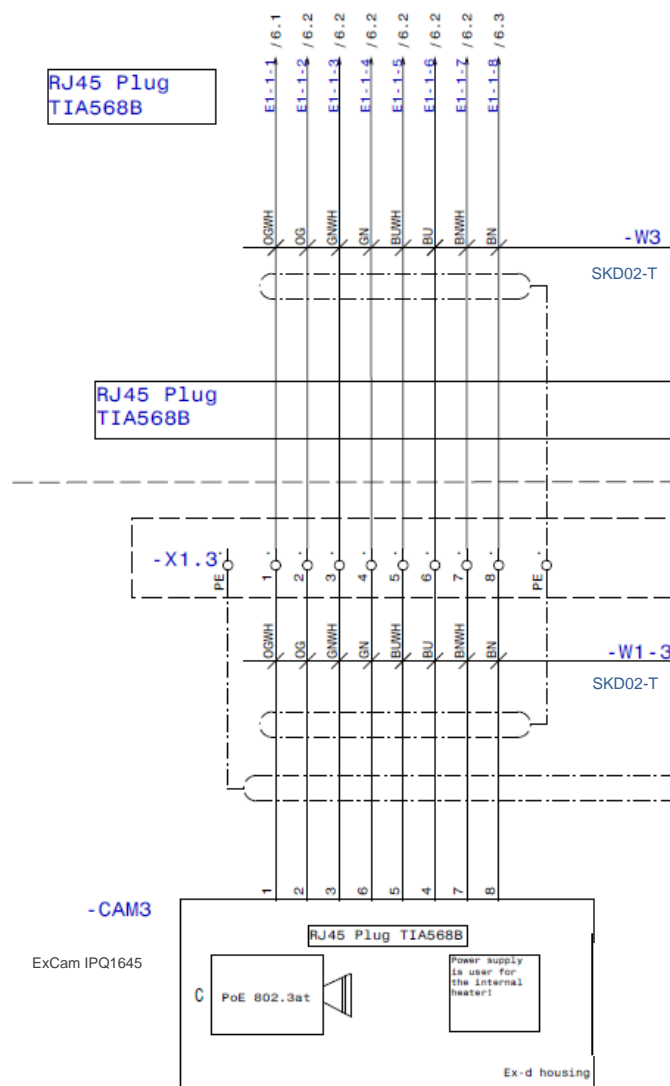 /6.1
/6.2
/6.2
/6.2
/6.2
/6.2
/6.2
/6.3
E1-1-1
E1-1-2
E1-1-3
E1-1-4
E1-1-5
E1-1-6
E1-1-7
E1-1-8
RJ45 Plug
TIA568B
OGWH
OG
GNWH
GN
BUWH
BU
BNWH
BN
-W3
SKD02-T
RJ45 Plug
TIA568B
-X1.3
PE
1
2
3
4
5
6
7
8
PE
OGWH
OG
GNWH
GN
BUWH
BU
BNWH
BN
-W1-3
SKD02-T
1
2
3
6
5
4
7
8
-CAM3
RJ45 Plug TIA568B
ExCam IPQ1645
C
PoE 802.3at
Power supply
is user for
the internal
heater!
Ex-d housing